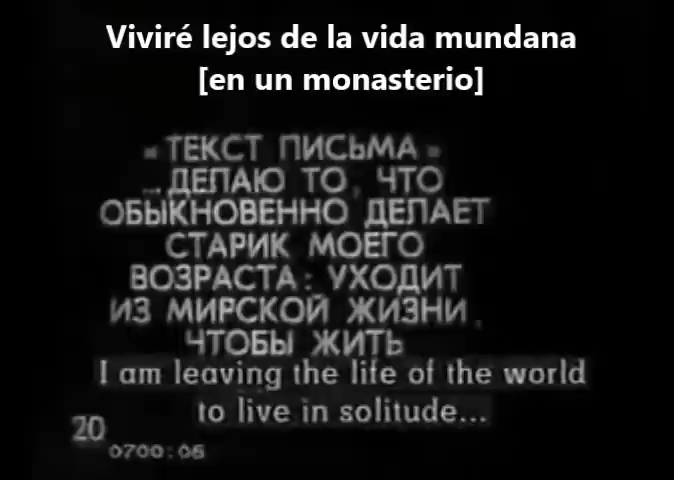 Viviré lejos de la vida mundana
[en un monasterio]
«ТЕКСТ ПИСЬМА»
...ДЕЛАЮ ТО, ЧТО
ОБЫКНОВЕННО ДЕЛАЕТ
СТАРИК МОЕГО
ВОЗРАСТА: УХОДИТ
ИЗ МИРСКОЙ ЖИЗНИ,
ЧТОБЫ ЖИТЬ
I am leaving the life of the world
to live in solitude...
20
0700:06